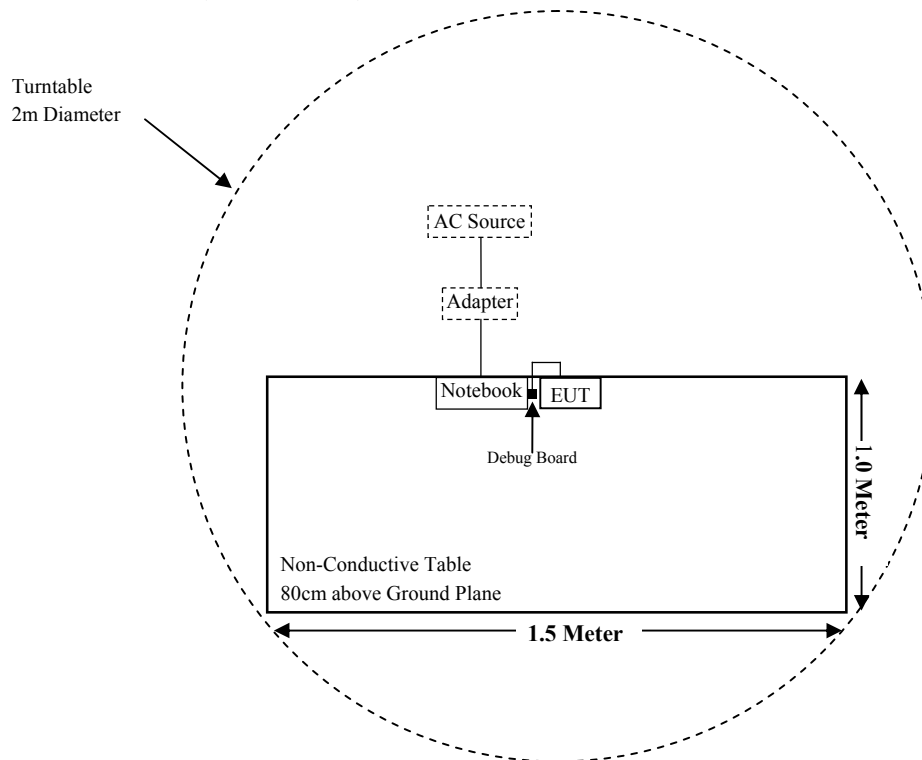 Turntable
2m Diameter
AC Source
Adapter
Notebook
EUT
Debug Board
1.0 Meter
Non-Conductive Table
80cm above Ground Plane
1.5 Meter